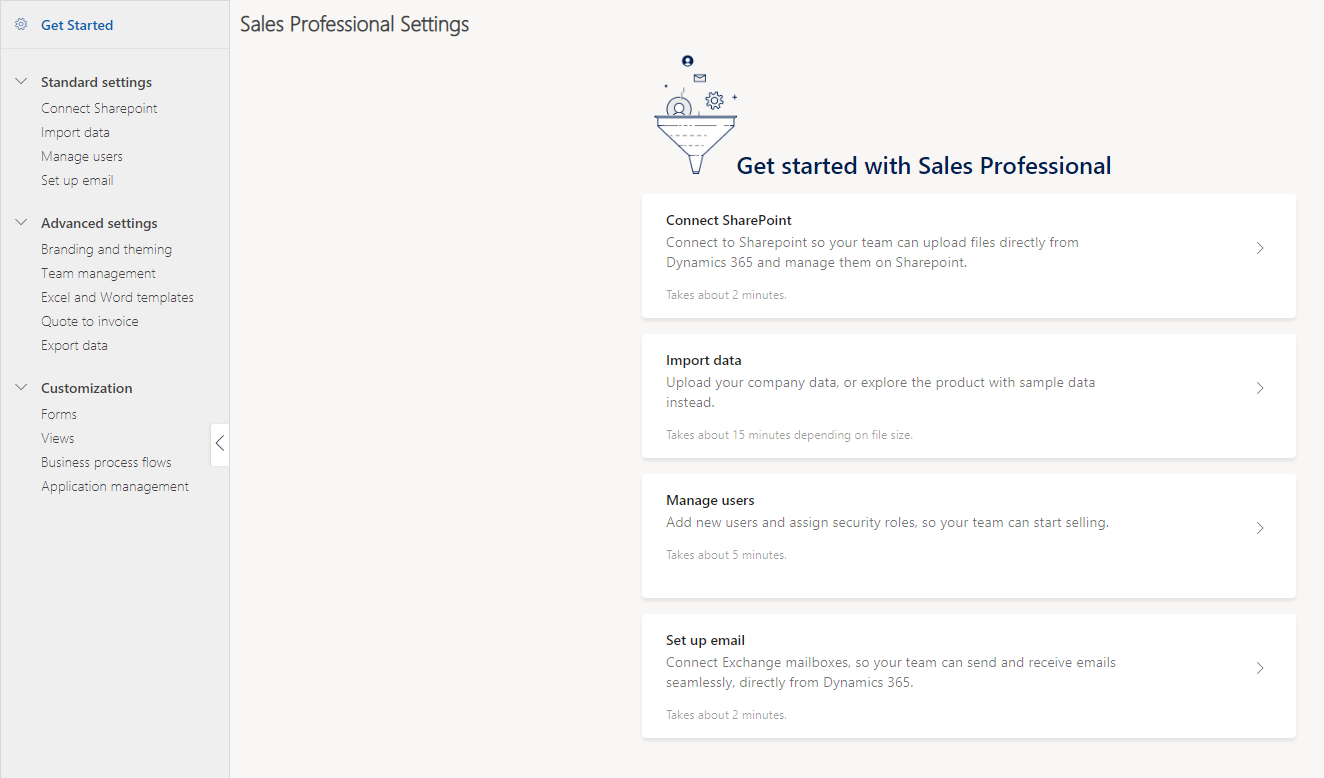 Get Started
Standard settings
Connect Sharepoint
Import data
Manage users
Set up email
Advanced settings
Branding and theming
Team management
Excel and Word templates
Quote to invoice
Export data
Customization
Forms
Views
Business process flows
Application management
Sales Professional Settings
Get started with Sales Professional
Connect SharePoint
Connect to Sharepoint so your team can upload files directly from
Dynamics 365 and manage them on Sharepoint.
Takes about 2 minutes.
Import data
Upload your company data, or explore the product with sample data
instead.
Takes about 15 minutes depending on file size.
Manage users
Add new users and assign security roles, so your team can start selling.
Takes about 5 minutes.
Set up email
Connect Exchange mailboxes, so your team can send and receive emails
seamlessly, directly from Dynamics 365.
Takes about 2 minutes.